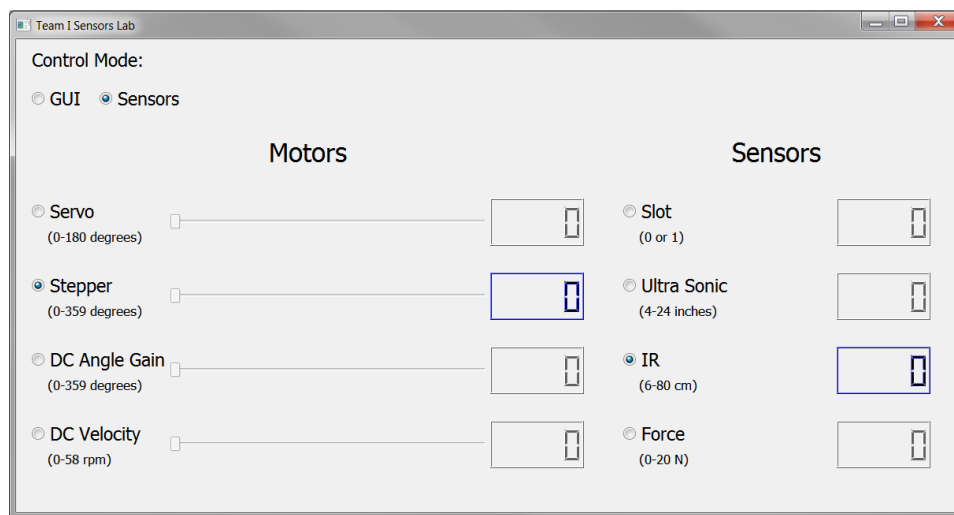 Team I Sensors Lab
Control Mode:
GUI Sensors
Motors Sensors
Servo 0 Slot 0
(0-180 degrees) (0 or 1)
Stepper 0 Ultra Sonic 0
(0-359 degrees) (4-24 inches)
DC Angle Gain 0 IR 0
(0-359 degrees) (6-80 cm)
DC Velocity 0 Force 0
(0-58 rpm) (0-20 N)